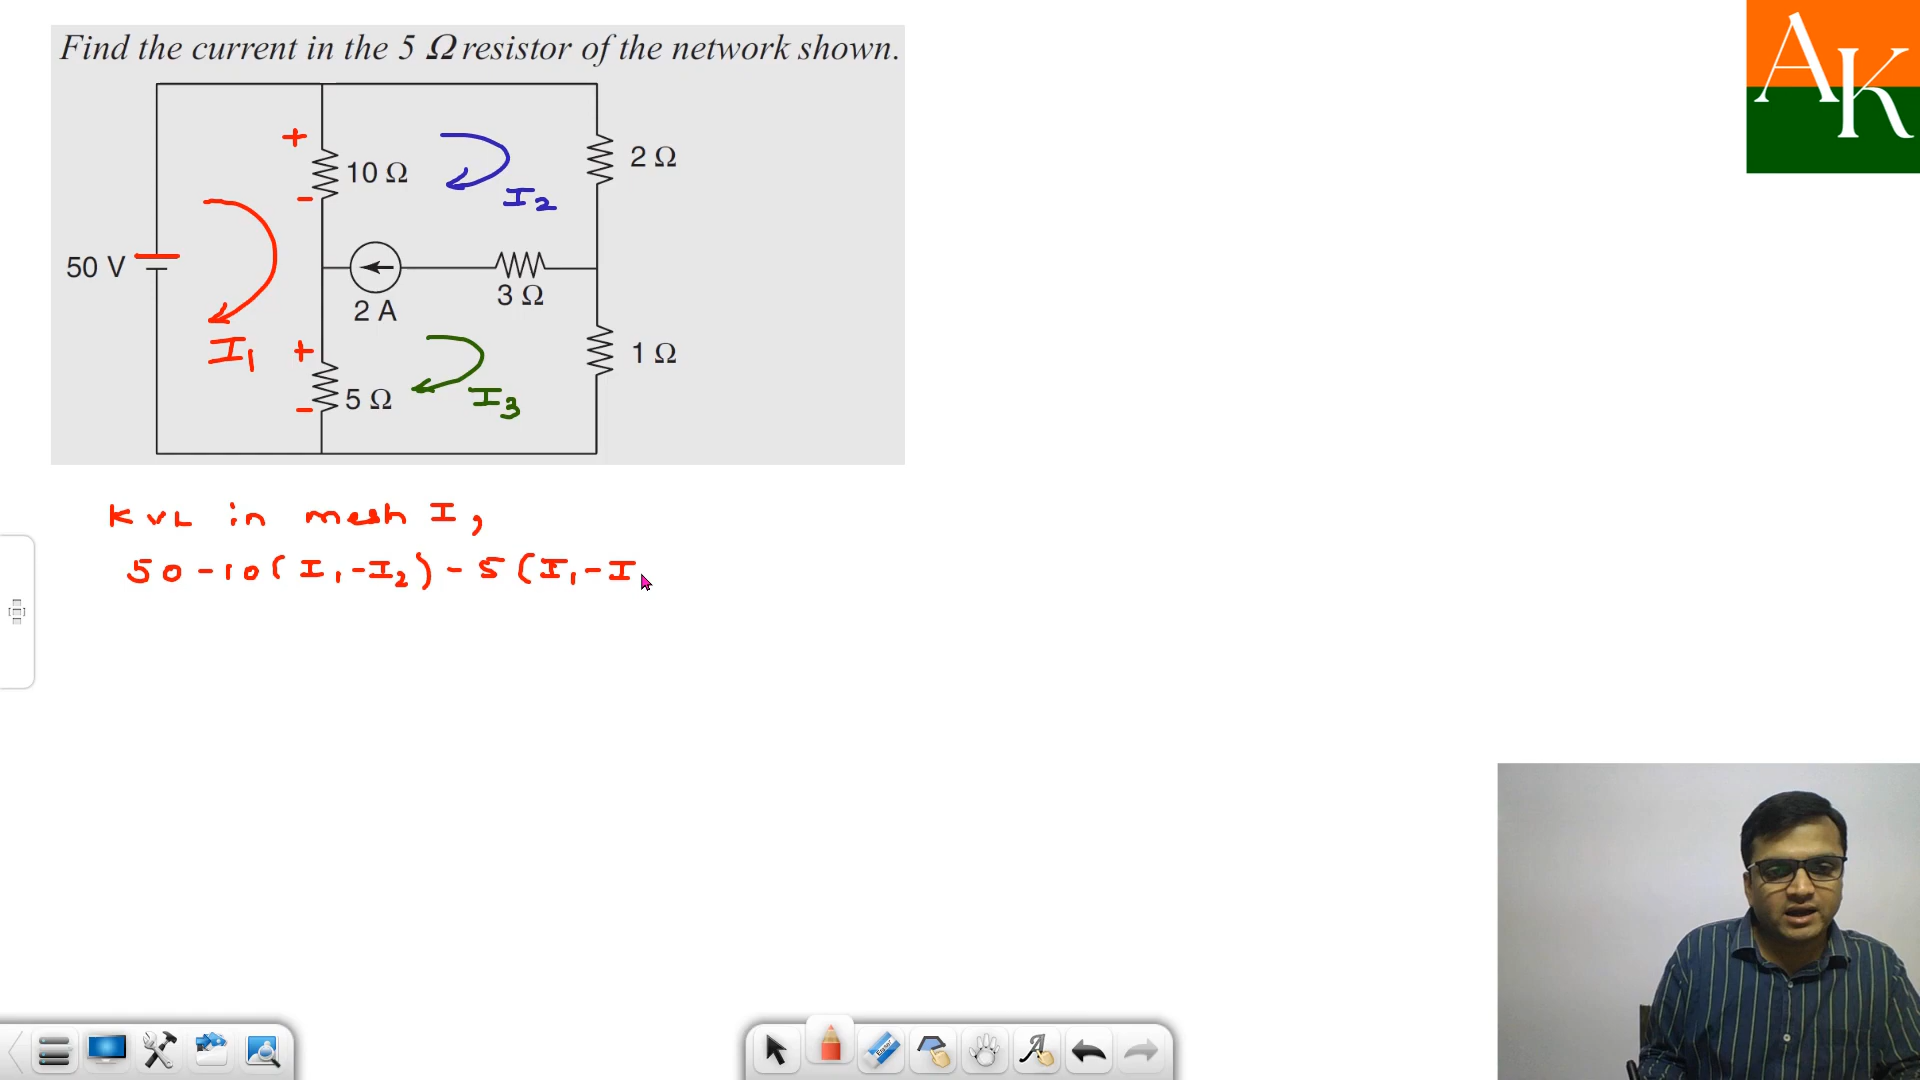 Find the current in the 5 Ω resistor of the network shown.
AK
+
10 Ω
2 Ω
-
I2
50 V
2 A
3 Ω
I1
+
1 Ω
-
5 Ω
I3
KVL in mesh I,
50 - 10 ( I1 - I2 ) - 5 ( I1 - I
Eraser
A